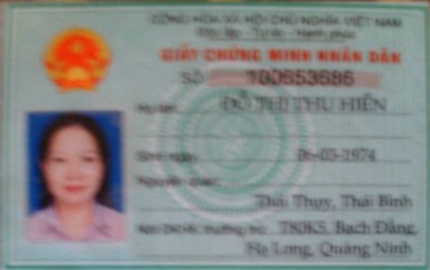 CỘNG HÒA XÃ HỘI CHỦ NGHĨA VIỆT NAM
Độc lập - Tự do - Hạnh phúc
GIẤY CHỨNG MINH NHÂN DÂN
SỐ 100853686
Họ tên: ĐỖ THỊ THU HIỀN
Sinh ngày: 06-03-1974
Nguyên quán:
Thái Thụy, Thái Bình
Nơi ĐKHK thường trú: T80K5, Bạch Đằng,
Hạ Long, Quảng Ninh